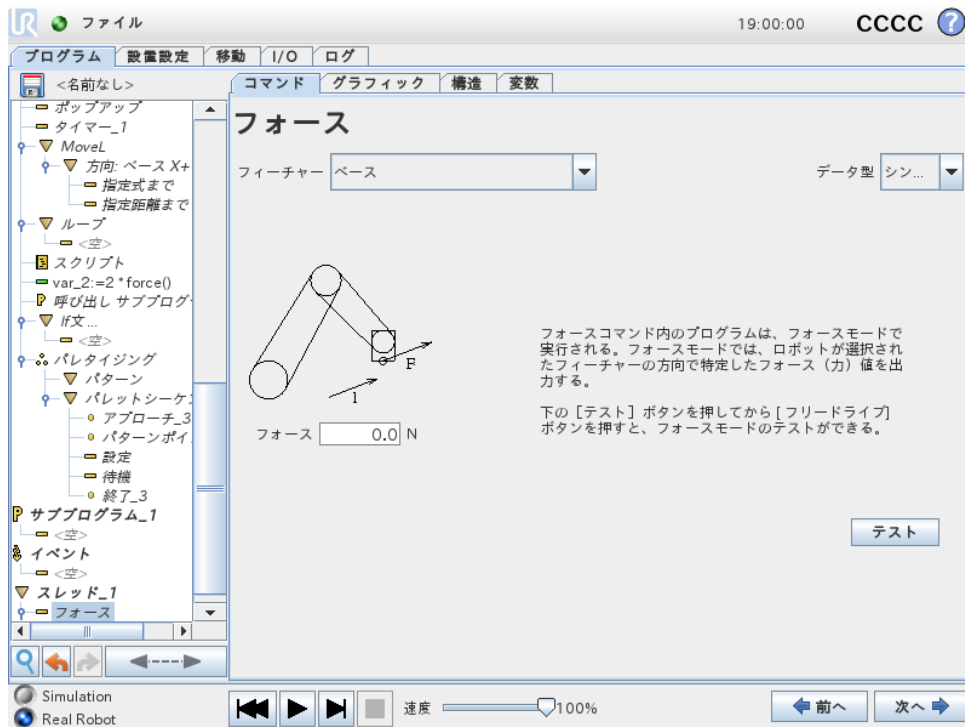 UR ファイル 19:00:00 CCCC ?
プログラム 設置設定 移動 I/O ログ
<名前なし>
コマンド グラフィック 構造 変数
ポップアップ
タイマー_1
MoveL
方向: ベース X+
指定式まで
指定距離まで
ループ
<空>
スクリプト
var_2:=2 * force()
呼び出し サブプログ
If文 ...
<空>
パレタイジング
パターン
パレットシーケン
アプローチ_3
パターンポイ
設定
待機
終了_3
サブプログラム_1
<空>
イベント
<空>
スレッド_1
フォース
フォース
フィーチャー ベース データ型 シン...
F
1
フォース 0.0 N
フォースコマンド内のプログラムは、フォースモードで
実行される。フォースモードでは、ロボットが選択され
たフィーチャーの方向で特定したフォース（力）値を出
力する。
下の［テスト］ボタンを押してから [ フリードライブ]
ボタンを押すと、フォースモードのテストができる。
テスト
Simulation
Real Robot
速度 100%
前へ 次へ